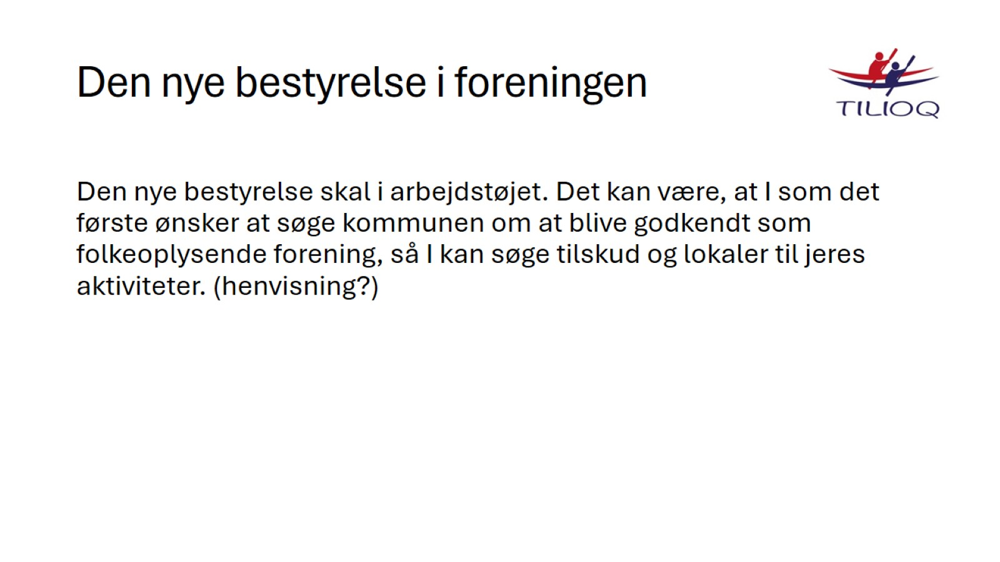 Den nye bestyrelse i foreningen
TILIOQ
Den nye bestyrelse skal i arbejdstøjet. Det kan være, at I som det
første ønsker at søge kommunen om at blive godkendt som
folkeoplysende forening, så I kan søge tilskud og lokaler til jeres
aktiviteter. (henvisning?)